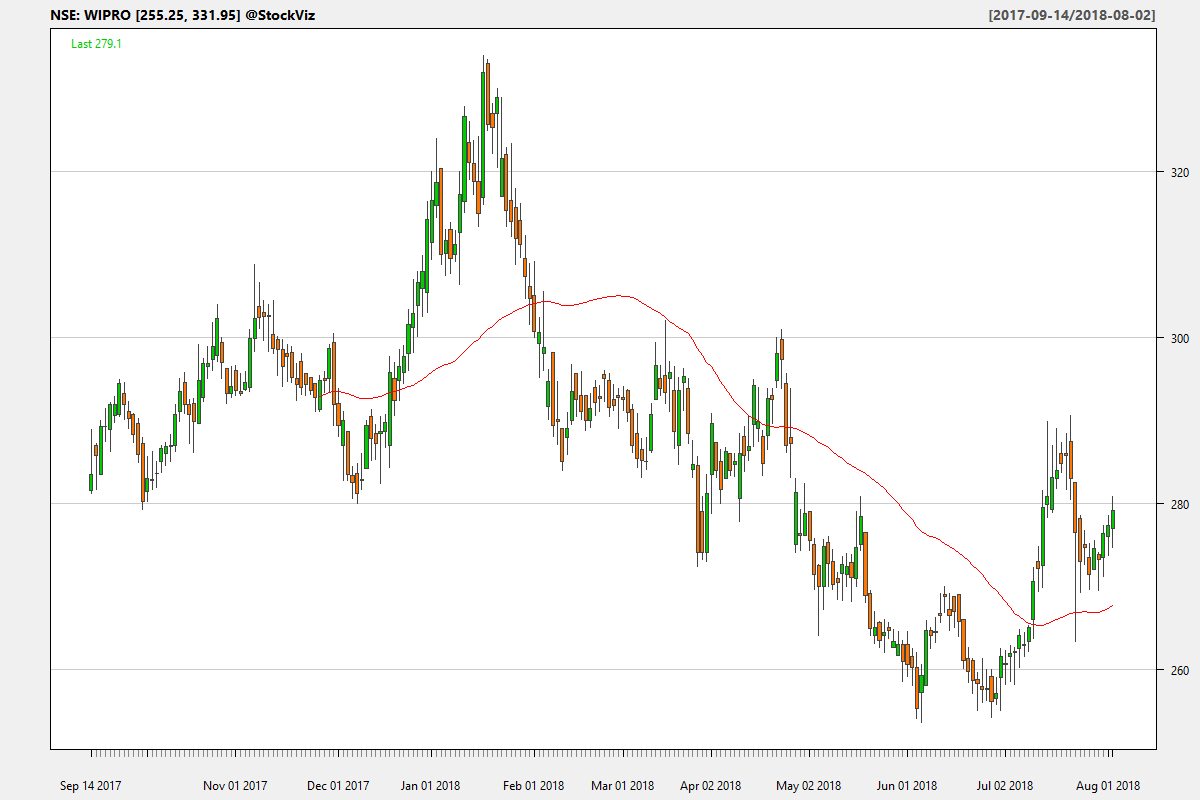 NSE: WIPRO [255.25, 331.95] @StockViz [2017-09-14/2018-08-02]
Last 279.1
320
300
280
260
Sep 14 2017 Nov 01 2017 Dec 01 2017 Jan 01 2018 Feb 01 2018 Mar 01 2018 Apr 02 2018 May 02 2018 Jun 01 2018 Jul 02 2018 Aug 01 2018